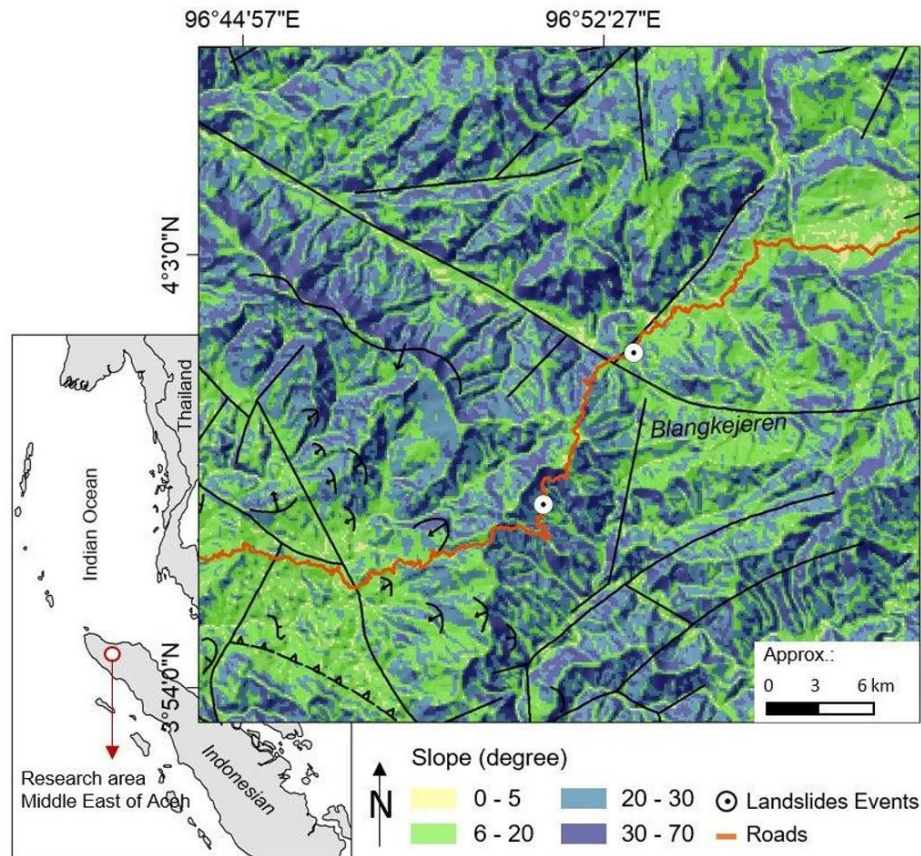 96°44'57"E
96°52'27"E
4°3'0"N
3°54'0"N
Blangkejeren
Approx.:
0 3 6 km
Thailand
Indian Ocean
Indonesian
Research area
Middle East of Aceh
N
Slope (degree)
0 - 5
6 - 20
20 - 30
30 - 70
Landslides Events
Roads